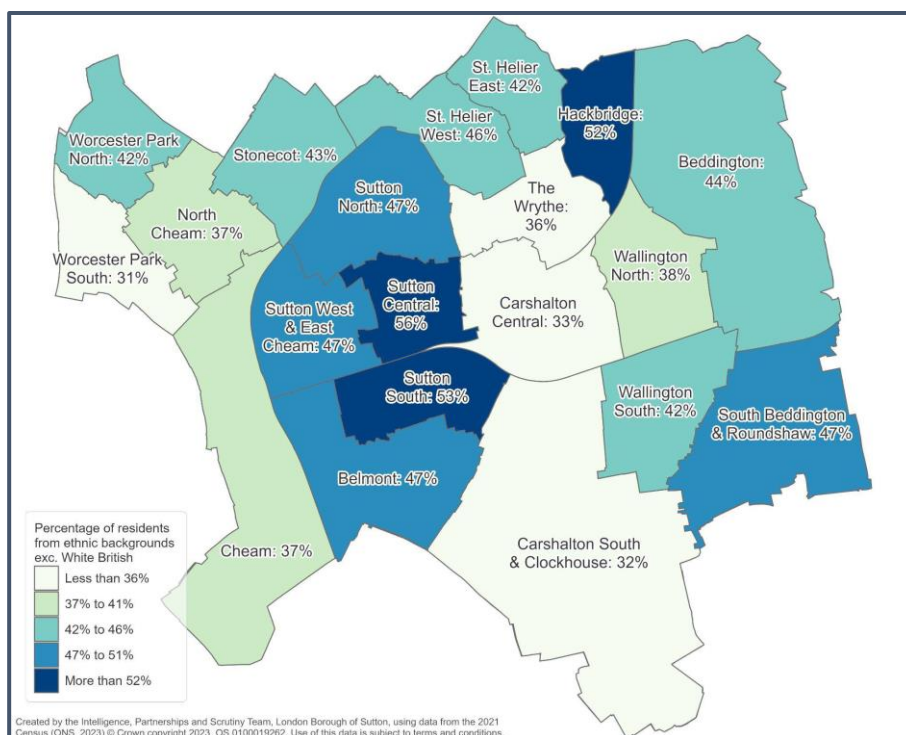 St. Helier
East: 42%
Hackbridge:
52%
St. Helier
West: 46%
Worcester Park
North: 42%
Stonecot: 43%
Beddington:
44%
Sutton
North: 47%
The
Wrythe:
36%
North
Cheam: 37%
Worcester Park
South: 31%
Wallington
North: 38%
Sutton
Central:
56%
Sutton West
& East
Cheam: 47%
Carshalton
Central: 33%
Sutton
South: 53%
Wallington
South: 42%
South Beddington
& Roundshaw: 47%
Belmont: 47%
Cheam: 37%
Carshalton South
& Clockhouse: 32%
Percentage of residents
from ethnic backgrounds
exc. White British
Less than 36%
37% to 41%
42% to 46%
47% to 51%
More than 52%
Created by the Intelligence, Partnerships and Scrutiny Team, London Borough of Sutton, using data from the 2021
Census (ONS, 2023) © Crown copyright 2023, OS 0100019262. Use of this data is subject to terms and conditions